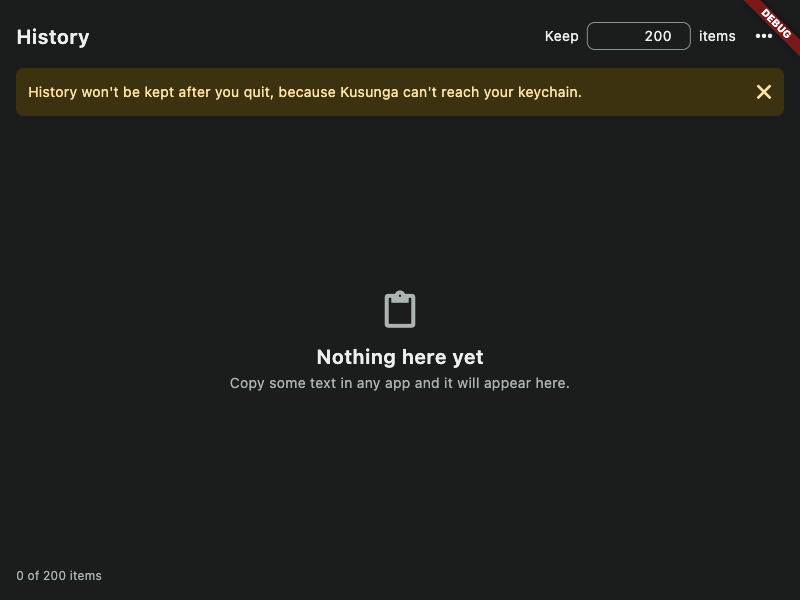 History
Keep 200 items •••
DEBUG
History won't be kept after you quit, because Kusunga can't reach your keychain.
Nothing here yet
Copy some text in any app and it will appear here.
0 of 200 items